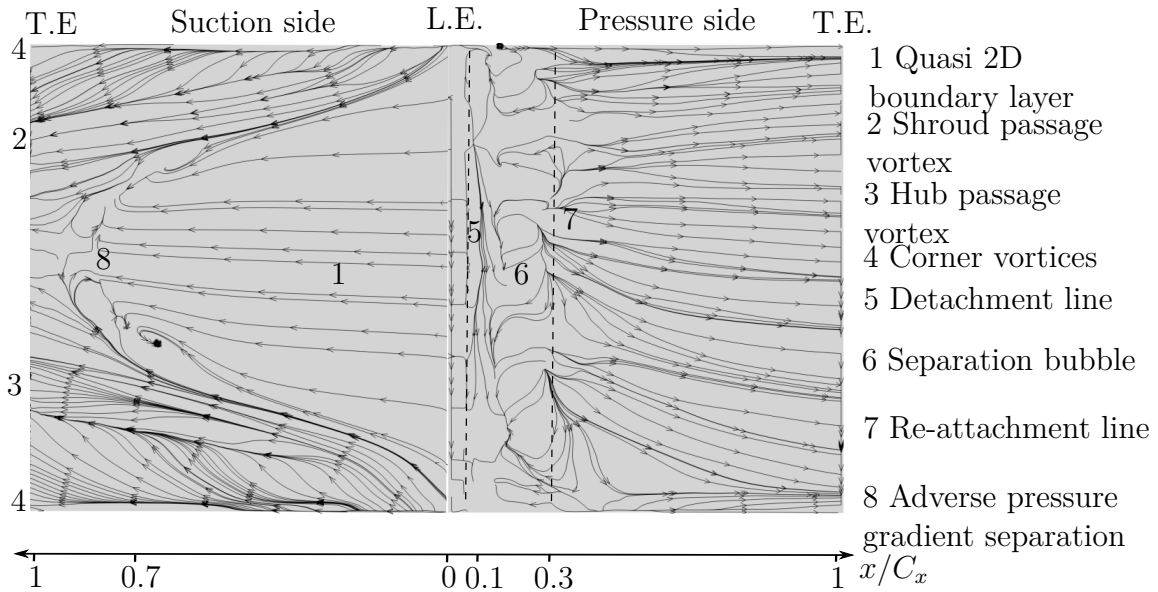 T.E Suction side L.E. Pressure side T.E.
4
2
3
4
8
1
5
6
7
1 Quasi 2D
boundary layer
2 Shroud passage
vortex
3 Hub passage
vortex
4 Corner vortices
5 Detachment line
6 Separation bubble
7 Re-attachment line
8 Adverse pressure
gradient separation
1 0.7 0 0.1 0.3 1 x/Cₓ